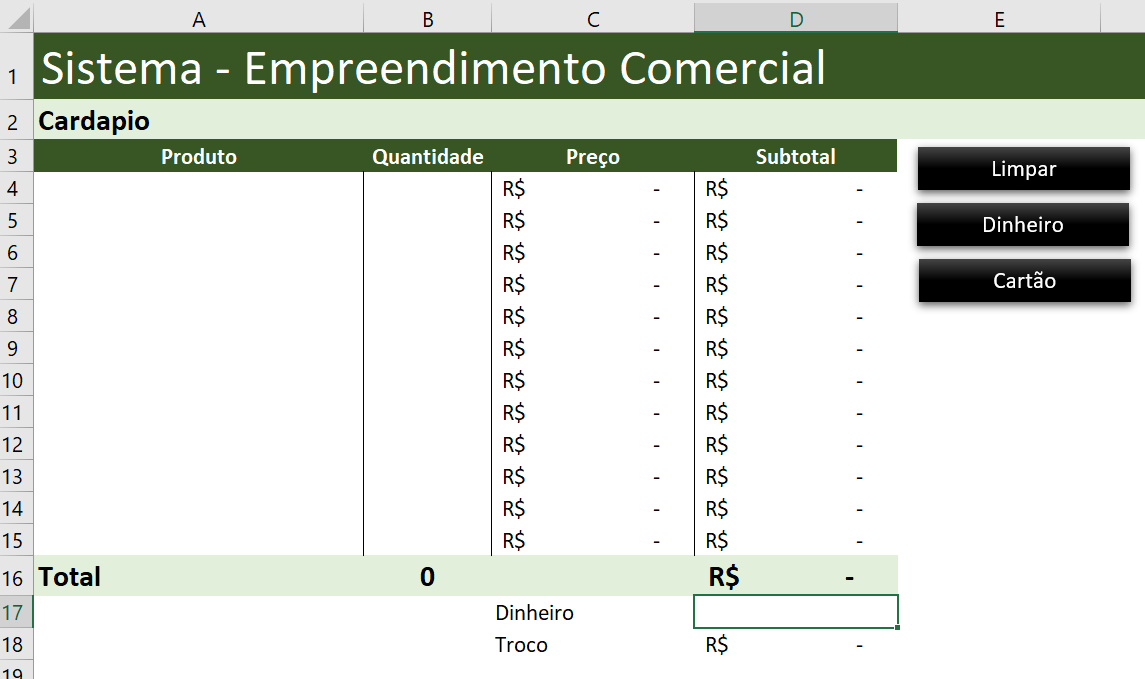 A B C D E
1 Sistema - Empreendimento Comercial
2 Cardapio
3 Produto Quantidade Preço Subtotal
Limpar
4 R$ - R$ -
5 R$ - R$ -
Dinheiro
6 R$ - R$ -
7 R$ - R$ -
Cartão
8 R$ - R$ -
9 R$ - R$ -
10 R$ - R$ -
11 R$ - R$ -
12 R$ - R$ -
13 R$ - R$ -
14 R$ - R$ -
15 R$ - R$ -
16 Total 0 R$ -
17 Dinheiro
18 Troco R$ -
19